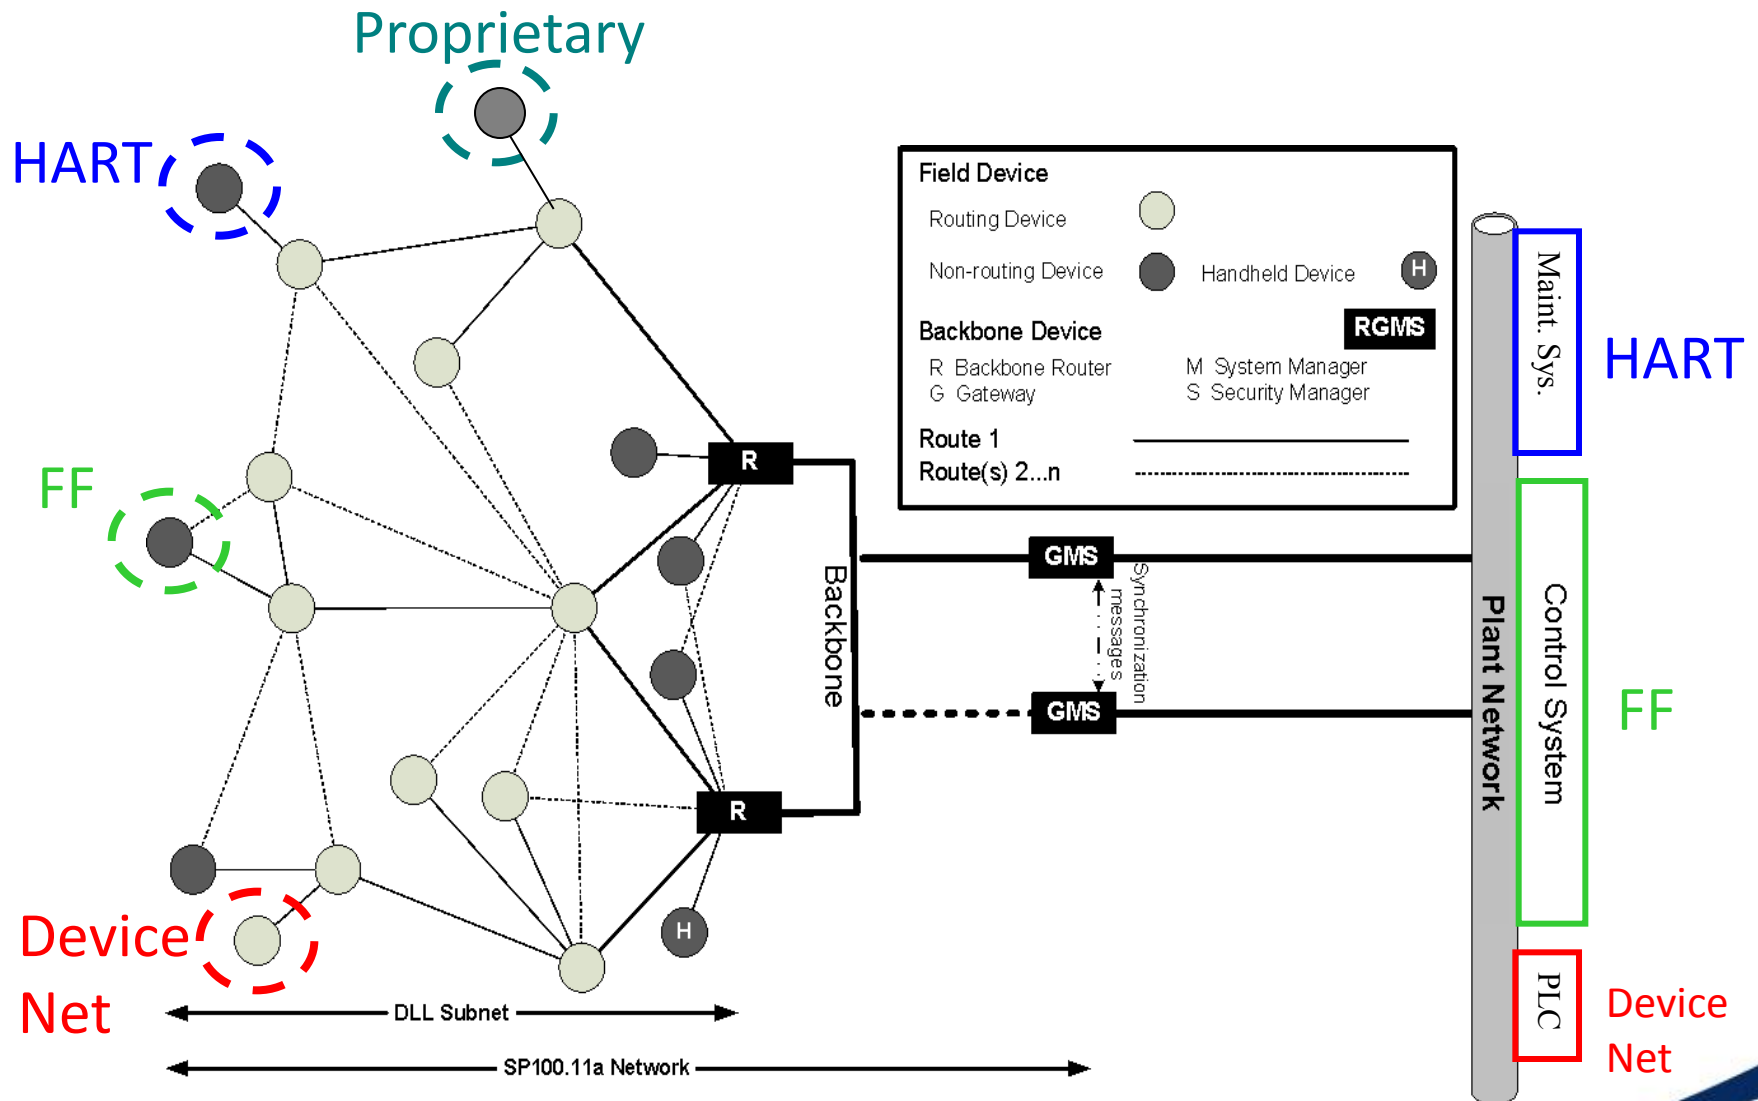 Proprietary
HART
FF
Device
Net
Field Device
Routing Device
Non-routing Device
Handheld Device
H
Backbone Device
RGMS
R Backbone Router
M System Manager
G Gateway
S Security Manager
Route 1
Route(s) 2...n
R
R
H
Backbone
GMS
Synchronization
messages
GMS
Plant Network
Maint. Sys.
HART
Control System
FF
PLC
Device
Net
DLL Subnet
SP100.11a Network